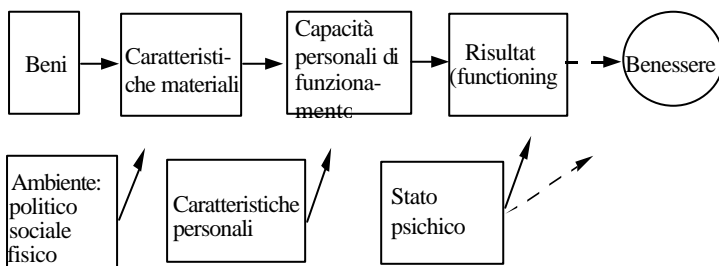 Beni
Caratteristi-
che materiali
Capacità
personali di
funziona-
mento
Risultat
(functioning
Benessere
Ambiente:
politico
sociale
fisico
Caratteristiche
personali
Stato
psichico